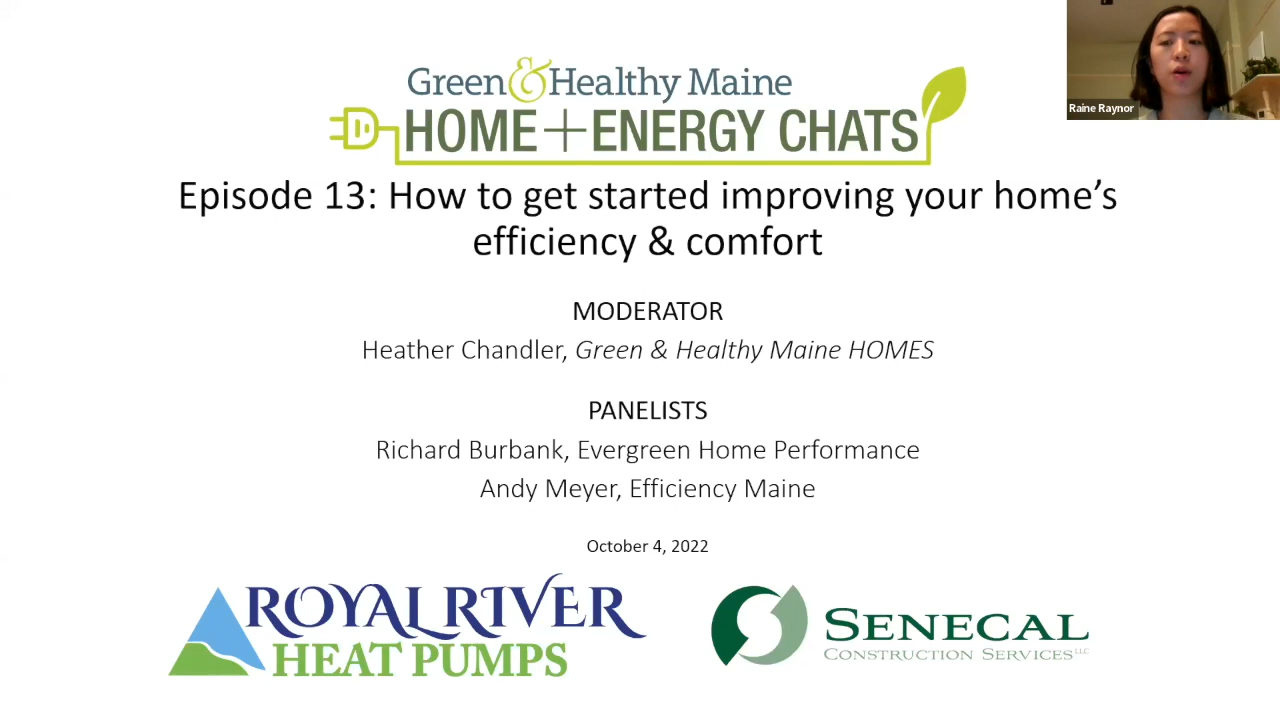 Green & Healthy Maine
HOME+ENERGY CHATS
Raine Raynor
Episode 13: How to get started improving your home’s
efficiency & comfort
MODERATOR
Heather Chandler, Green & Healthy Maine HOMES
PANELISTS
Richard Burbank, Evergreen Home Performance
Andy Meyer, Efficiency Maine
October 4, 2022
ROYAL RIVER
HEAT PUMPS
SENECAL
CONSTRUCTION SERVICES LLC